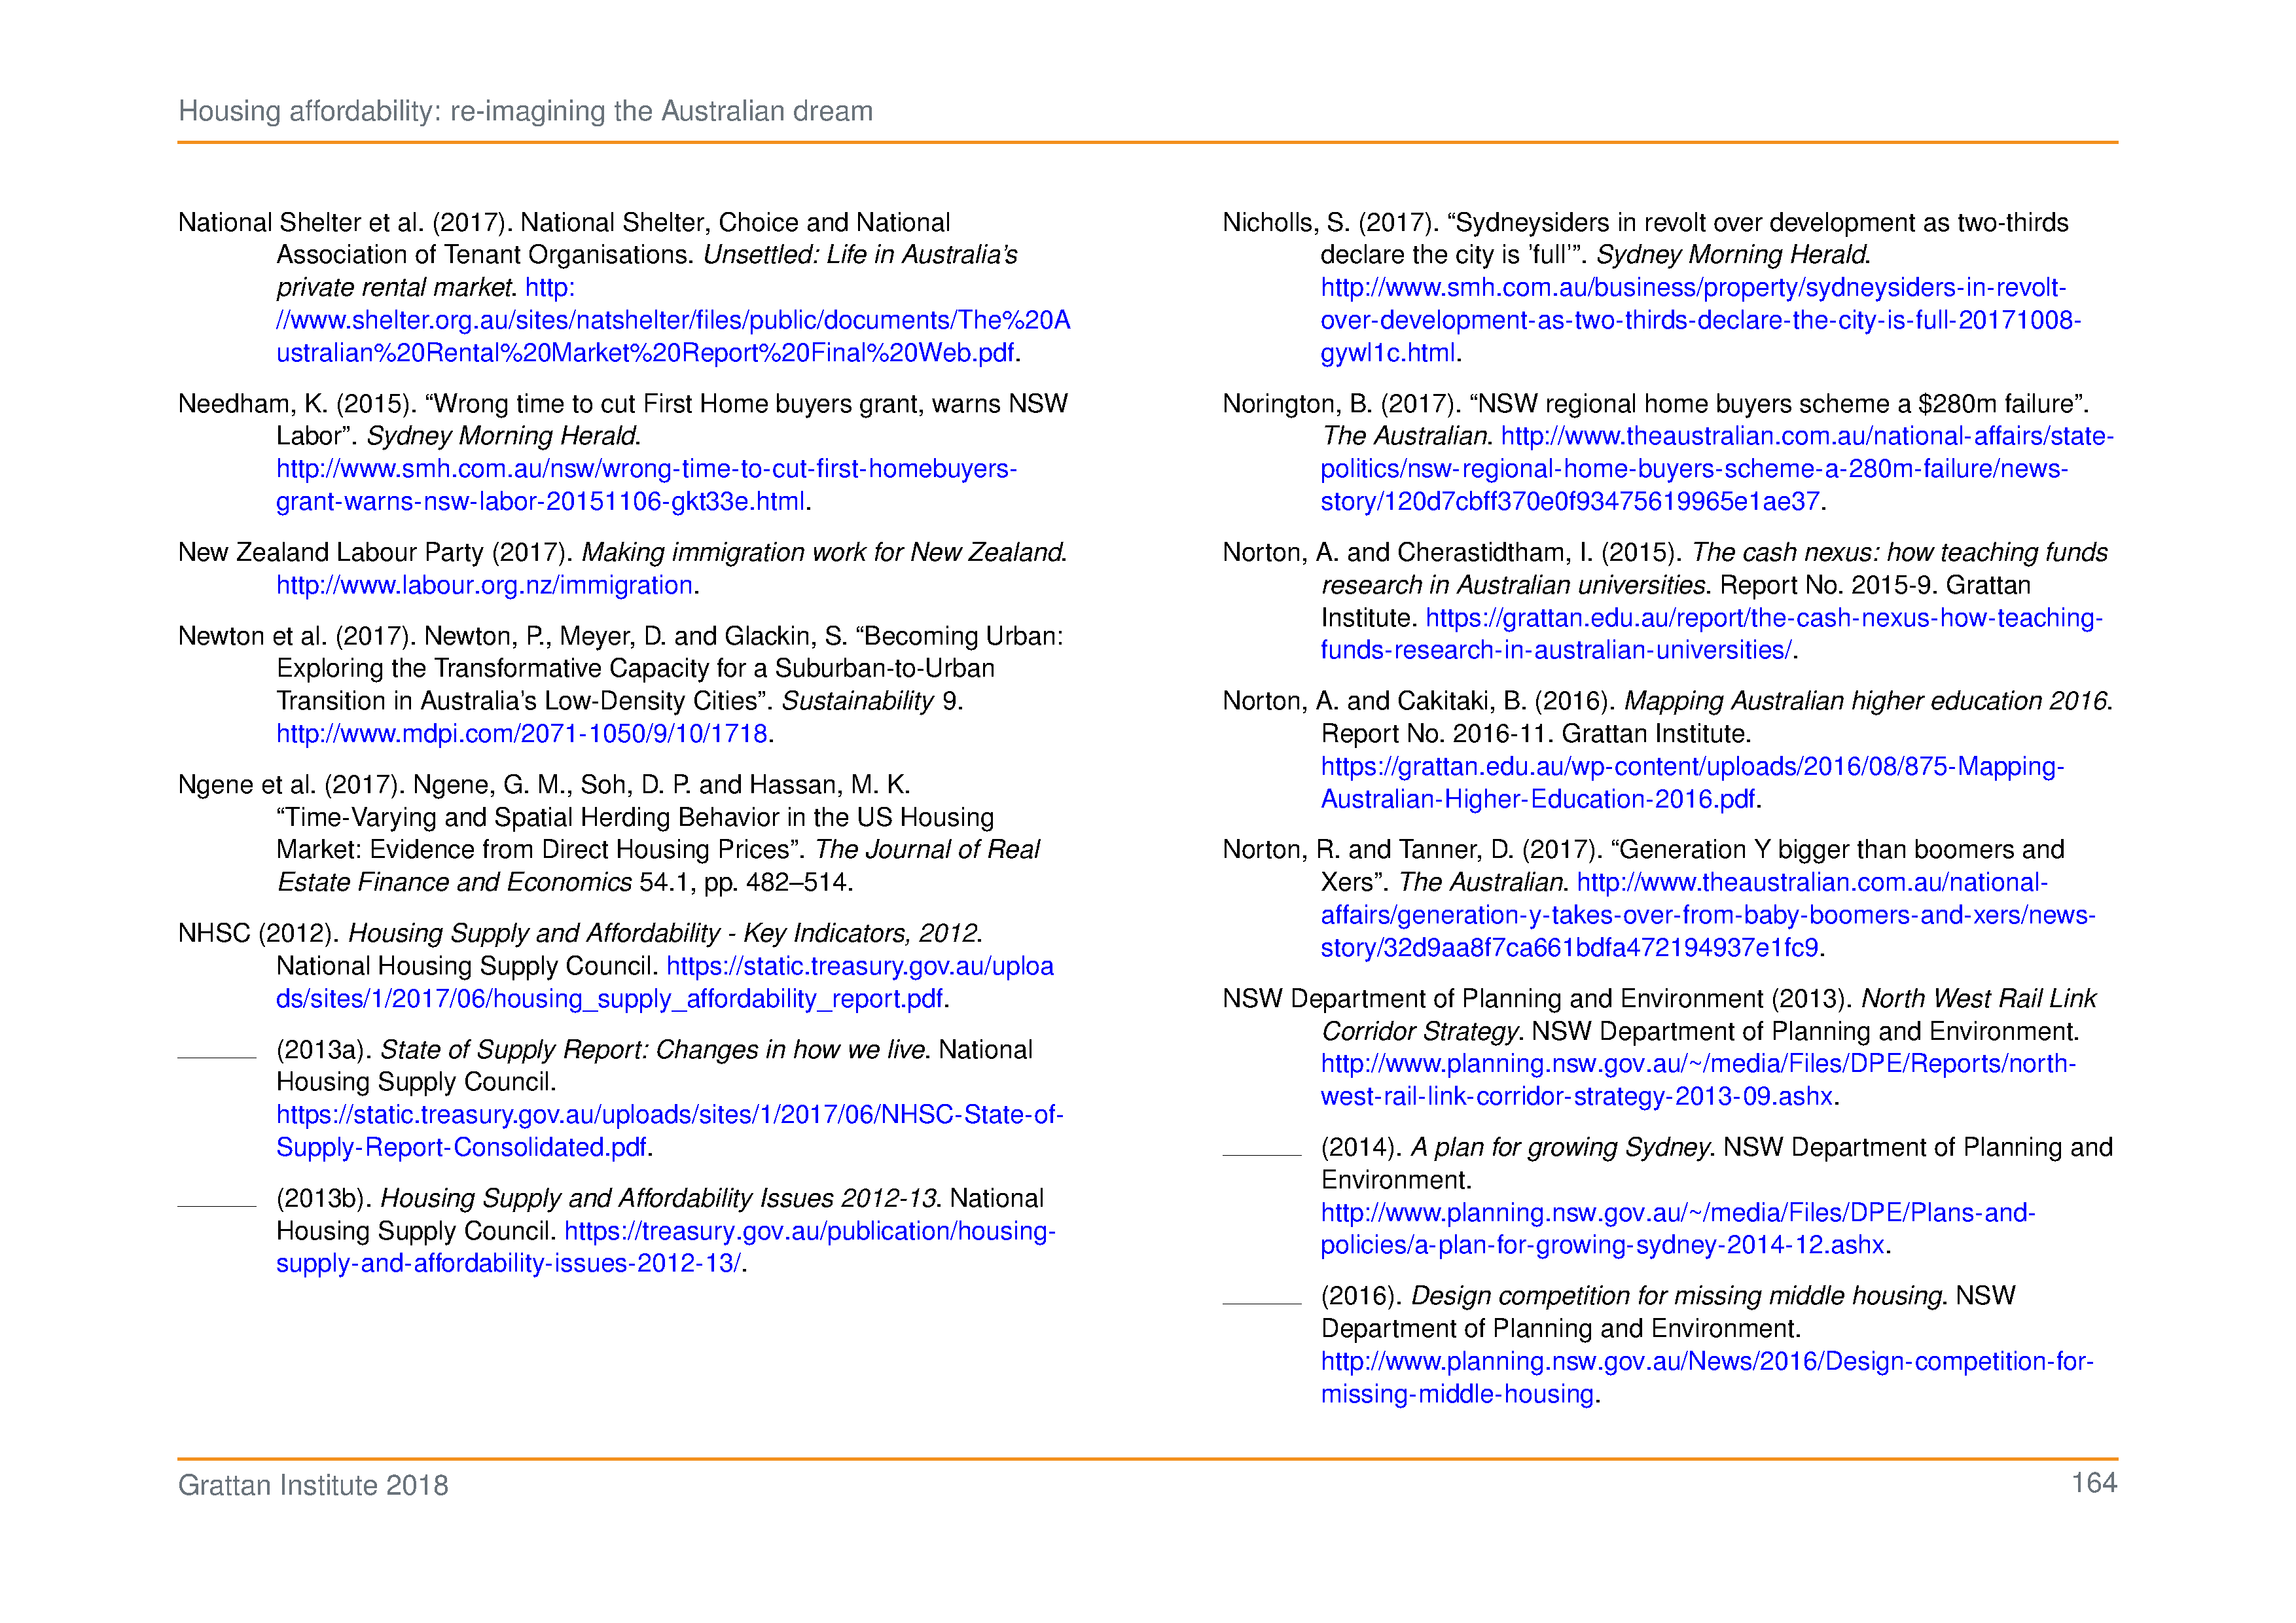 Housing affordability: re-imagining the Australian dream
National Shelter et al. (2017). National Shelter, Choice and National
Association of Tenant Organisations. Unsettled: Life in Australia’s
private rental market. http:
//www.shelter.org.au/sites/natshelter/files/public/documents/The%20A
ustralian%20Rental%20Market%20Report%20Final%20Web.pdf.
Needham, K. (2015). “Wrong time to cut First Home buyers grant, warns NSW
Labor”. Sydney Morning Herald.
http://www.smh.com.au/nsw/wrong-time-to-cut-first-homebuyers-
grant-warns-nsw-labor-20151106-gkt33e.html.
New Zealand Labour Party (2017). Making immigration work for New Zealand.
http://www.labour.org.nz/immigration.
Newton et al. (2017). Newton, P., Meyer, D. and Glackin, S. “Becoming Urban:
Exploring the Transformative Capacity for a Suburban-to-Urban
Transition in Australia’s Low-Density Cities”. Sustainability 9.
http://www.mdpi.com/2071-1050/9/10/1718.
Ngene et al. (2017). Ngene, G. M., Soh, D. P. and Hassan, M. K.
“Time-Varying and Spatial Herding Behavior in the US Housing
Market: Evidence from Direct Housing Prices”. The Journal of Real
Estate Finance and Economics 54.1, pp. 482–514.
NHSC (2012). Housing Supply and Affordability - Key Indicators, 2012.
National Housing Supply Council. https://static.treasury.gov.au/uploa
ds/sites/1/2017/06/housing_supply_affordability_report.pdf.
(2013a). State of Supply Report: Changes in how we live. National
Housing Supply Council.
https://static.treasury.gov.au/uploads/sites/1/2017/06/NHSC-State-of-
Supply-Report-Consolidated.pdf.
(2013b). Housing Supply and Affordability Issues 2012-13. National
Housing Supply Council. https://treasury.gov.au/publication/housing-
supply-and-affordability-issues-2012-13/.
Nicholls, S. (2017). “Sydneysiders in revolt over development as two-thirds
declare the city is 'full'”. Sydney Morning Herald.
http://www.smh.com.au/business/property/sydneysiders-in-revolt-
over-development-as-two-thirds-declare-the-city-is-full-20171008-
gywl1c.html.
Norington, B. (2017). “NSW regional home buyers scheme a $280m failure”.
The Australian. http://www.theaustralian.com.au/national-affairs/state-
politics/nsw-regional-home-buyers-scheme-a-280m-failure/news-
story/120d7cbff370e0f93475619965e1ae37.
Norton, A. and Cherastidtham, I. (2015). The cash nexus: how teaching funds
research in Australian universities. Report No. 2015-9. Grattan
Institute. https://grattan.edu.au/report/the-cash-nexus-how-teaching-
funds-research-in-australian-universities/.
Norton, A. and Cakitaki, B. (2016). Mapping Australian higher education 2016.
Report No. 2016-11. Grattan Institute.
https://grattan.edu.au/wp-content/uploads/2016/08/875-Mapping-
Australian-Higher-Education-2016.pdf.
Norton, R. and Tanner, D. (2017). “Generation Y bigger than boomers and
Xers”. The Australian. http://www.theaustralian.com.au/national-
affairs/generation-y-takes-over-from-baby-boomers-and-xers/news-
story/32d9aa8f7ca661bdfa472194937e1fc9.
NSW Department of Planning and Environment (2013). North West Rail Link
Corridor Strategy. NSW Department of Planning and Environment.
http://www.planning.nsw.gov.au/~/media/Files/DPE/Reports/north-
west-rail-link-corridor-strategy-2013-09.ashx.
(2014). A plan for growing Sydney. NSW Department of Planning and
Environment.
http://www.planning.nsw.gov.au/~/media/Files/DPE/Plans-and-
policies/a-plan-for-growing-sydney-2014-12.ashx.
(2016). Design competition for missing middle housing. NSW
Department of Planning and Environment.
http://www.planning.nsw.gov.au/News/2016/Design-competition-for-
missing-middle-housing.
Grattan Institute 2018
164